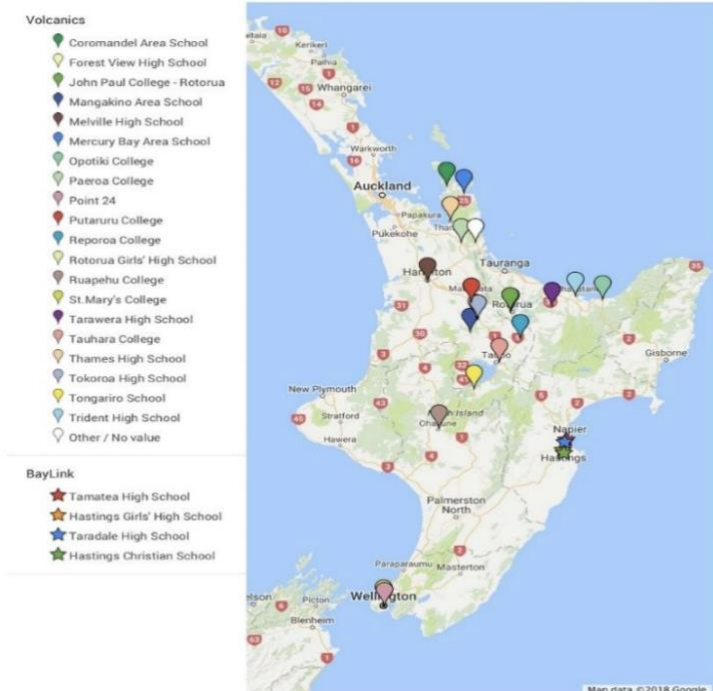 Volcanics
Coromandel Area School
Forest View High School
John Paul College - Rotorua
Mangakino Area School
Melville High School
Mercury Bay Area School
Opotiki College
Paeroa College
Point 24
Putaruru College
Reporoa College
Rotorua Girls' High School
Ruapehu College
St.Mary's College
Tarawera High School
Tauhara College
Thames High School
Tokoroa High School
Tongariro School
Trident High School
Other / No value
BayLink
Tamatea High School
Hastings Girls' High School
Taradale High School
Hastings Christian School
Kerikeri
Paihia
Whangarei
Warkworth
Auckland
Papakura
Pukekohe
Tauranga
Gisborne
New Plymouth
Stratford
Hawera
Napier
Hastings
Palmerston
North
Paraparaumu
Masterton
Picton
Blenheim
Map data ©2018 Google